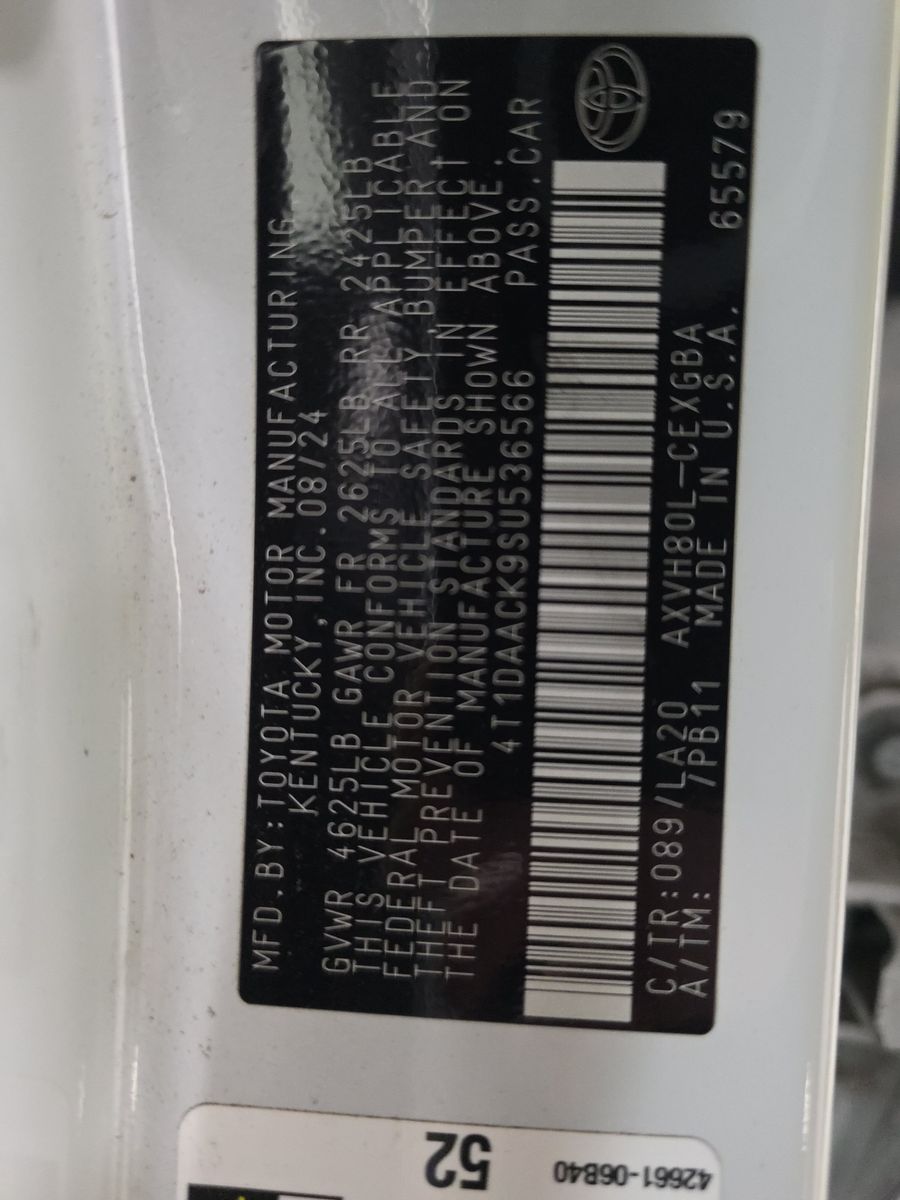 MFD.BY:TOYOTA MOTOR MANUFACTURING
KENTUCKY, INC.08/24
GVWR 4625LB GAWR FR 2625LB RR 2425LB
THIS VEHICLE CONFORMS TO ALL APPLICABLE
FEDERAL MOTOR VEHICLE SAFETY, BUMPER AND
THEFT PREVENTION STANDARDS IN EFFECT ON
THE DATE OF MANUFACTURE SHOWN ABOVE.
4T1DAACK9SU536566 PASS.CAR
C/TR:089/LA20 AXVH80L-CEXGBA
A/TM: /PB11 MADE IN U.S.A. 65579
52
42661-06B40